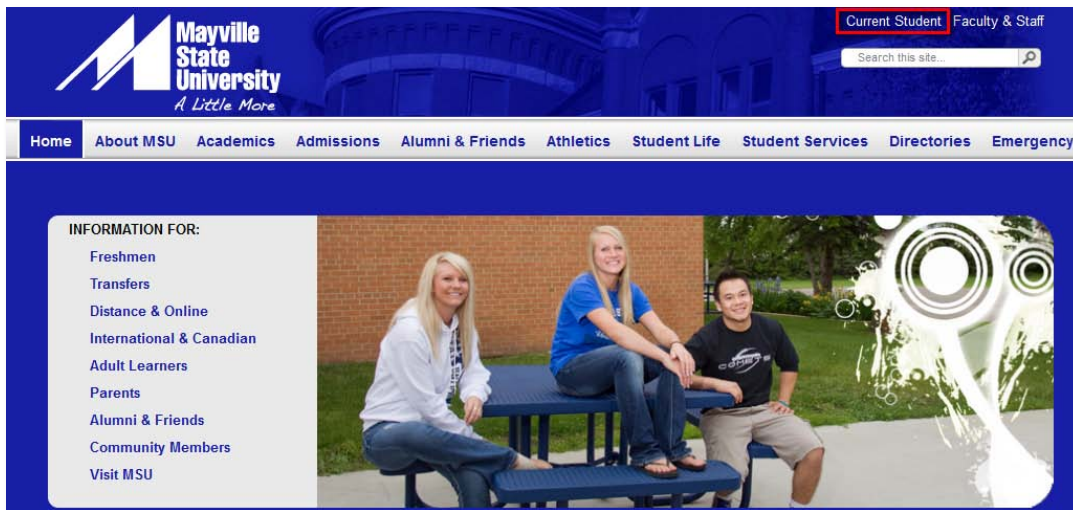 Mayville
State
University
A Little More
Current Student Faculty & Staff
Search this site...
Home About MSU Academics Admissions Alumni & Friends Athletics Student Life Student Services Directories Emergency
INFORMATION FOR:
Freshmen
Transfers
Distance & Online
International & Canadian
Adult Learners
Parents
Alumni & Friends
Community Members
Visit MSU
COMETS